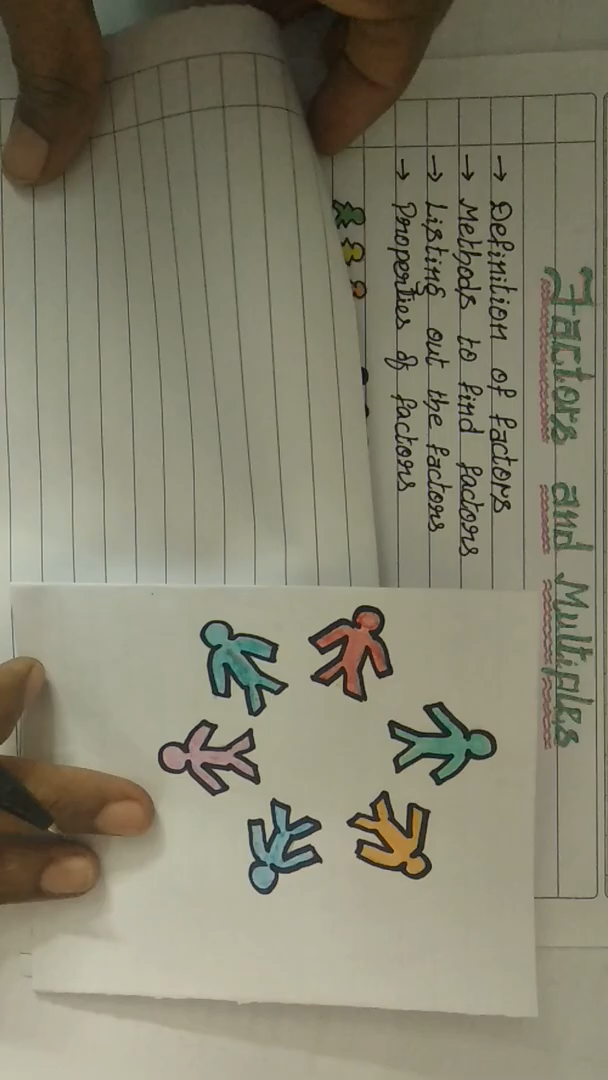 Factors and Multiples
→ Definition of factors
→ Methods to find factors
→ Listing out the factors
→ Properties of factors